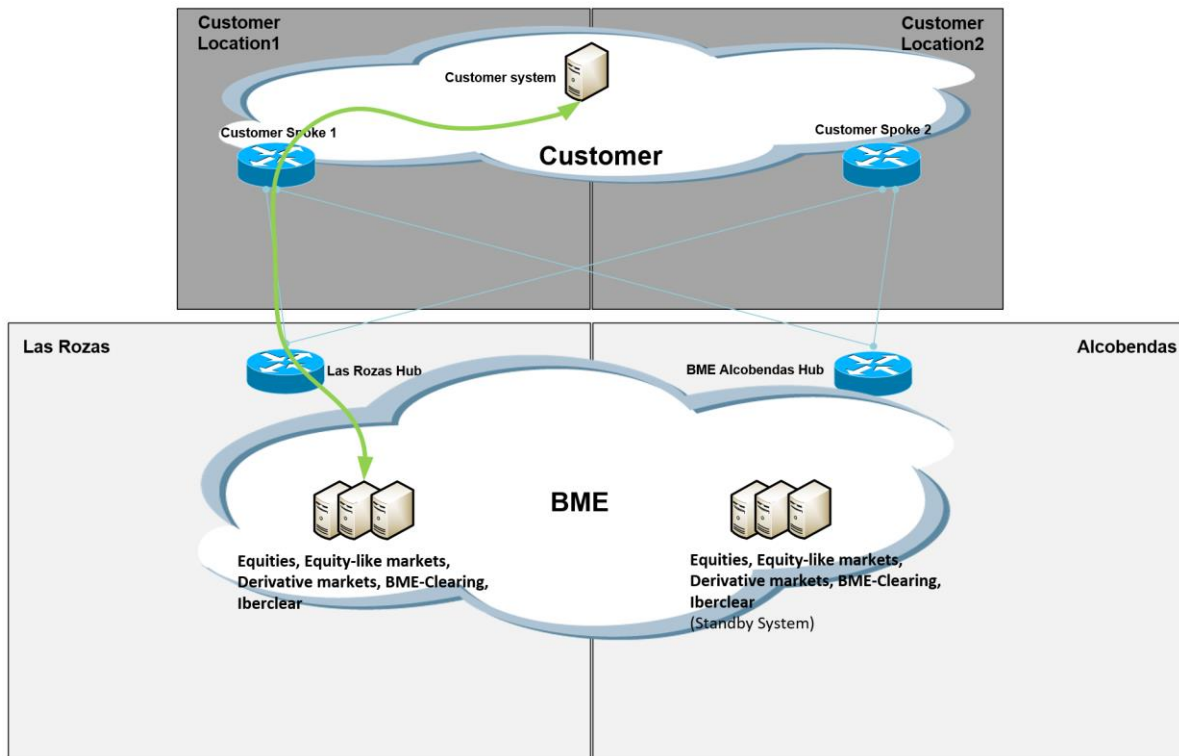 Customer
Location1
Customer
Location2
Customer system
Customer Spoke 1
Customer Spoke 2
Customer
Las Rozas
Alcobendas
Las Rozas Hub
BME Alcobendas Hub
BME
Equities, Equity-like markets,
Derivative markets, BME-Clearing,
Iberclear
Equities, Equity-like markets,
Derivative markets, BME-Clearing,
Iberclear
(Standby System)